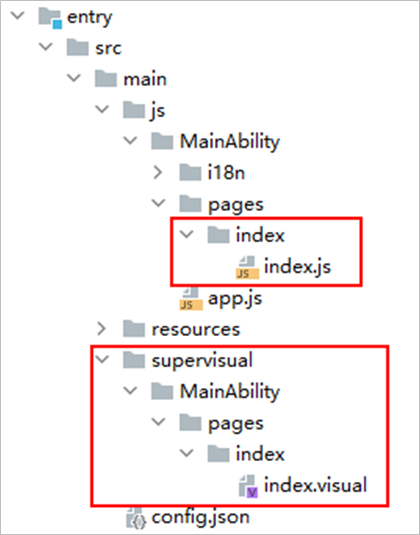 entry
src
main
js
MainAbility
i18n
pages
index
index.js
app.js
resources
supervisual
MainAbility
pages
index
index.visual
config.json